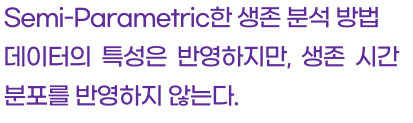 Semi-Parametric한 생존 분석 방법
데이터의 특성은 반영하지만, 생존 시간
분포를 반영하지 않는다.